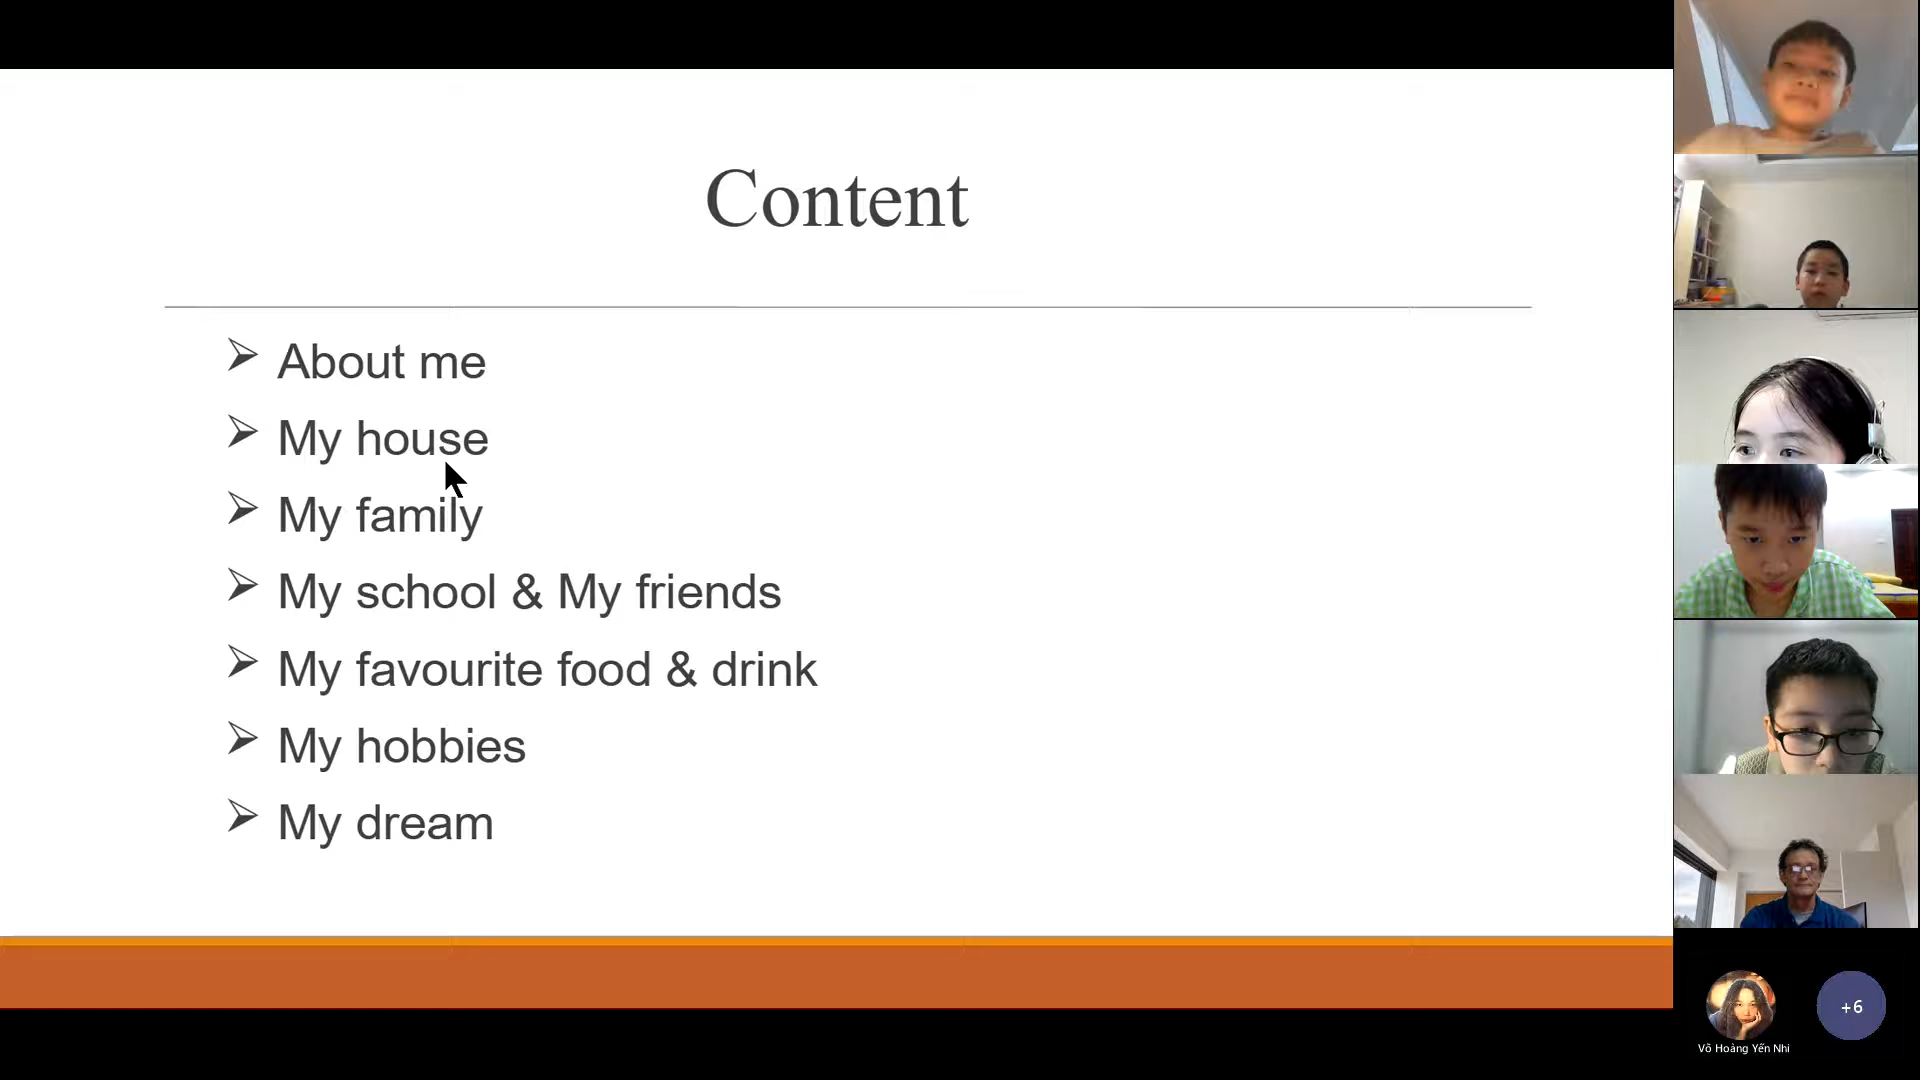 Content
About me
My house
My family
My school & My friends
My favourite food & drink
My hobbies
My dream
+6
Võ Hoàng Yến Nhi